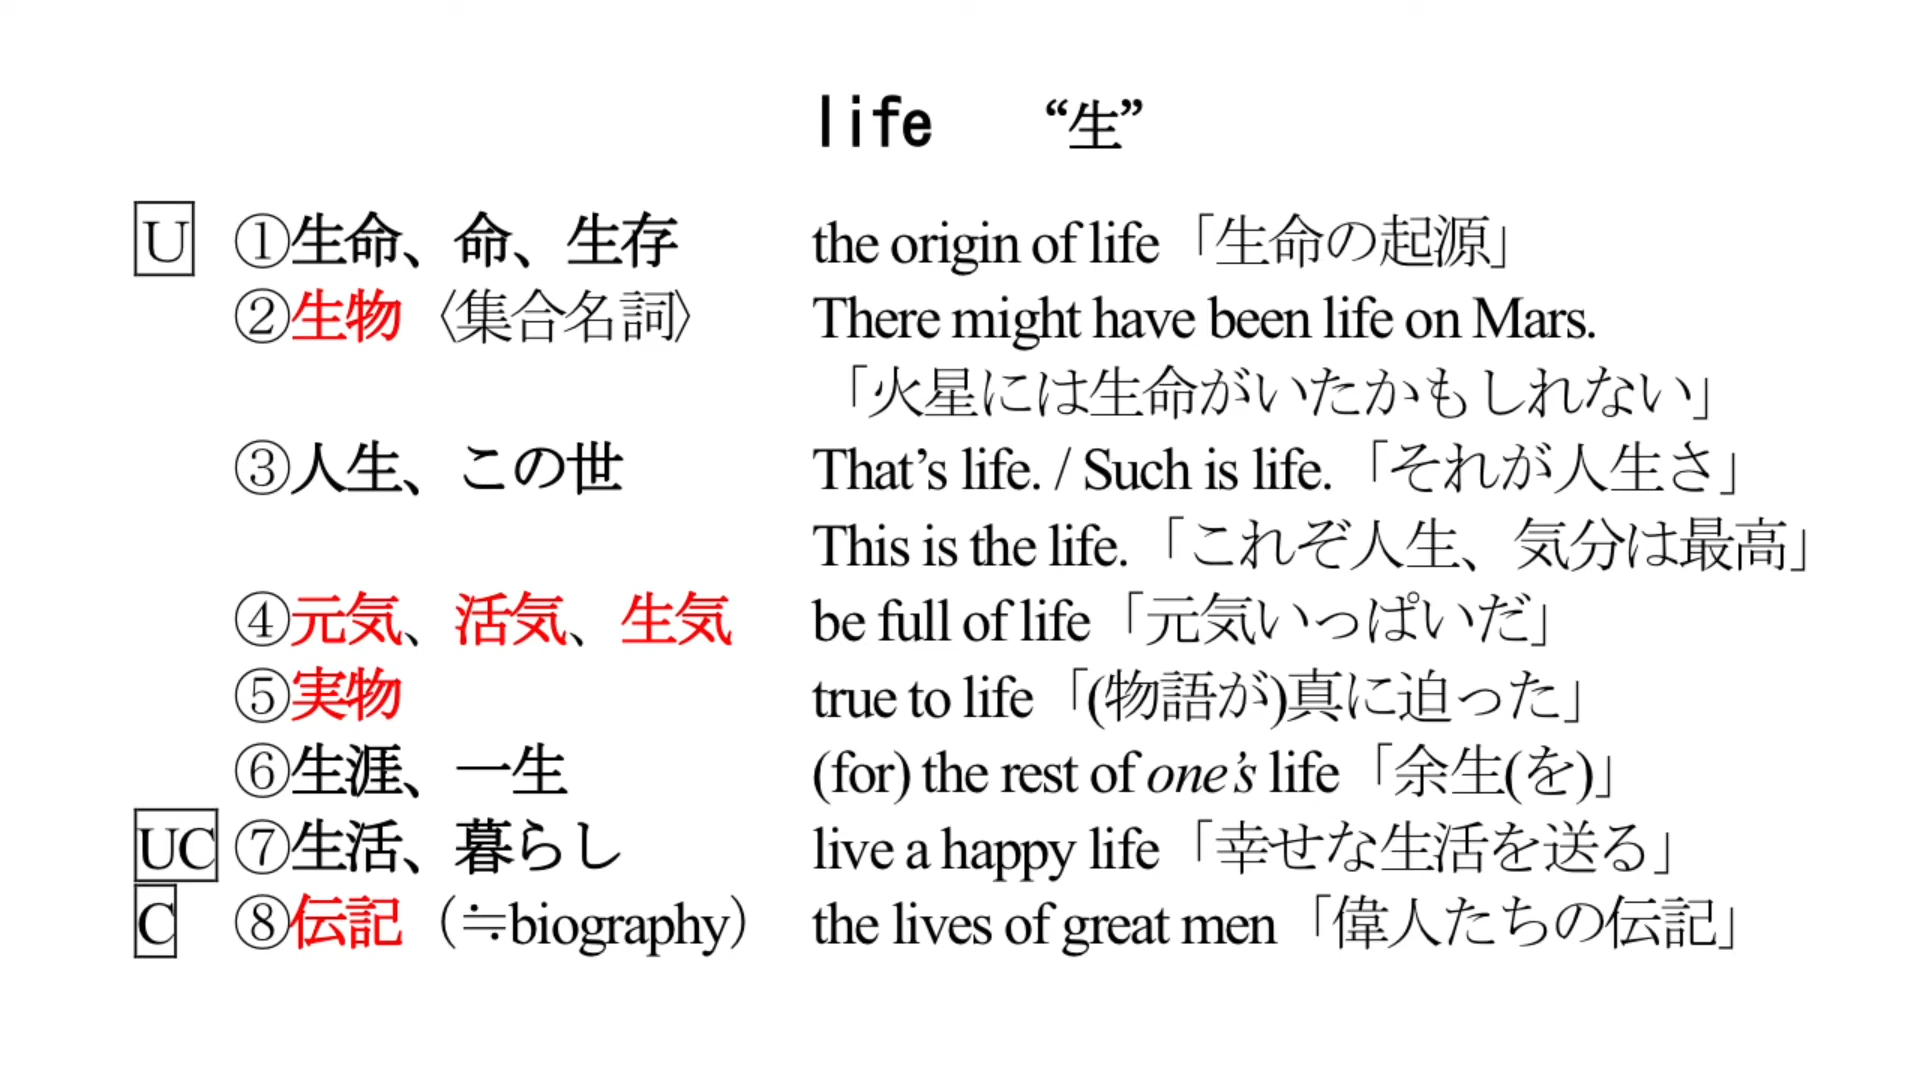 life “生”
U ①生命、命、生存 the origin of life「生命の起源」
②生物〈集合名詞〉 There might have been life on Mars.
「火星には生命がいたかもしれない」
③人生、この世 That’s life. / Such is life.「それが人生さ」
This is the life.「これぞ人生、気分は最高」
④元気、活気、生気 be full of life「元気いっぱいだ」
⑤実物 true to life「(物語が)真に迫った」
⑥生涯、一生 (for) the rest of one’s life「余生(を)」
UC ⑦生活、暮らし live a happy life「幸せな生活を送る」
C ⑧伝記（≒biography） the lives of great men「偉人たちの伝記」